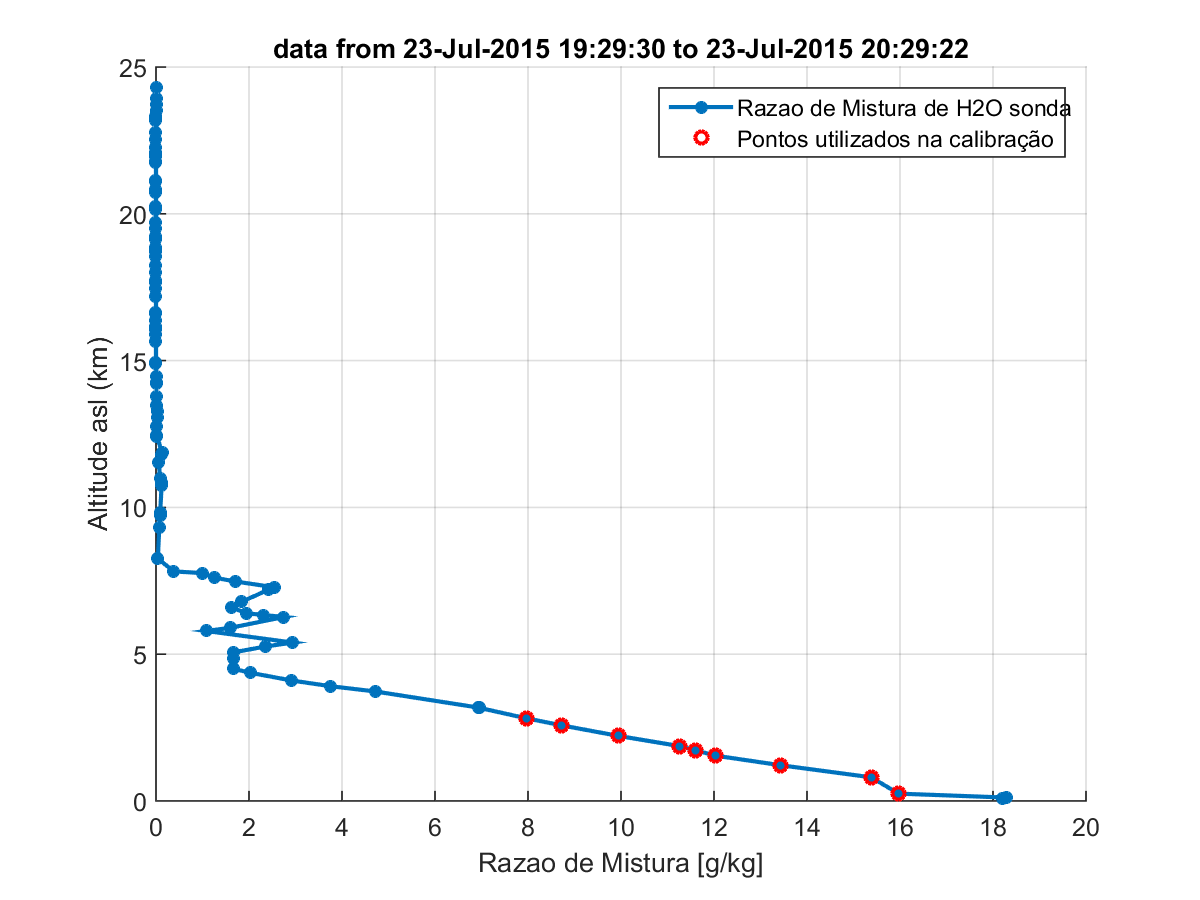 data from 23-Jul-2015 19:29:30 to 23-Jul-2015 20:29:22
Razao de Mistura de H2O sonda
Pontos utilizados na calibração
25
20
15
10
5
0
Altitude asl (km)
0 2 4 6 8 10 12 14 16 18 20
Razao de Mistura [g/kg]